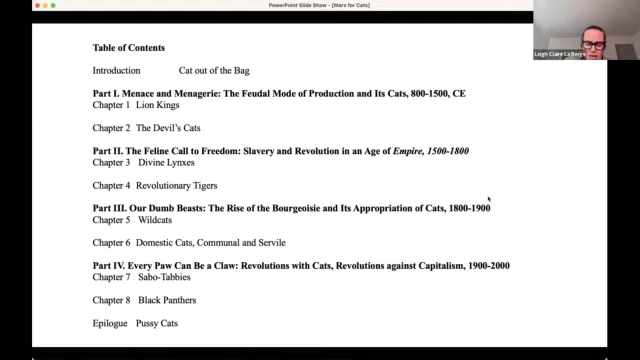 PowerPoint Slide Show - [Marx for Cats]
Leigh Claire La Berge
Table of Contents
Introduction Cat out of the Bag
Part I. Menace and Menagerie: The Feudal Mode of Production and Its Cats, 800-1500, CE
Chapter 1 Lion Kings
Chapter 2 The Devil's Cats
Part II. The Feline Call to Freedom: Slavery and Revolution in an Age of Empire, 1500-1800
Chapter 3 Divine Lynxes
Chapter 4 Revolutionary Tigers
Part III. Our Dumb Beasts: The Rise of the Bourgeoisie and Its Appropriation of Cats, 1800-1900
Chapter 5 Wildcats
Chapter 6 Domestic Cats, Communal and Servile
Part IV. Every Paw Can Be a Claw: Revolutions with Cats, Revolutions against Capitalism, 1900-2000
Chapter 7 Sabo-Tabbies
Chapter 8 Black Panthers
Epilogue Pussy Cats